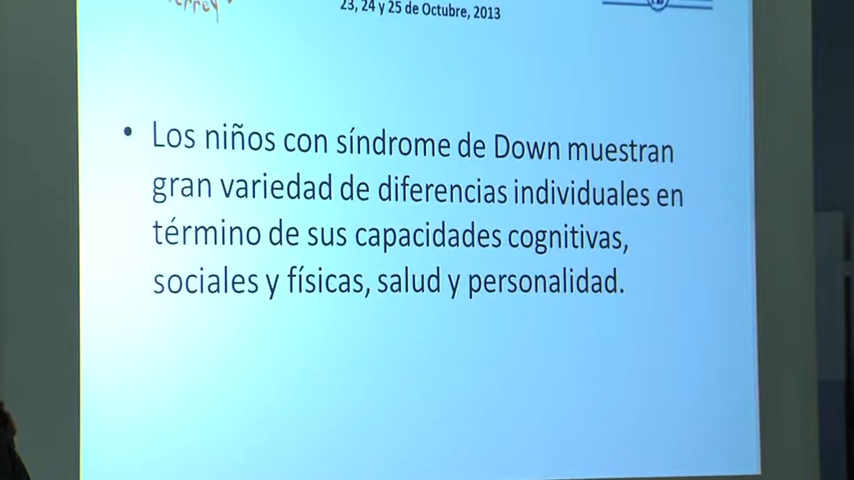 23, 24 y 25 de Octubre, 2013
• Los niños con síndrome de Down muestran
gran variedad de diferencias individuales en
término de sus capacidades cognitivas,
sociales y físicas, salud y personalidad.